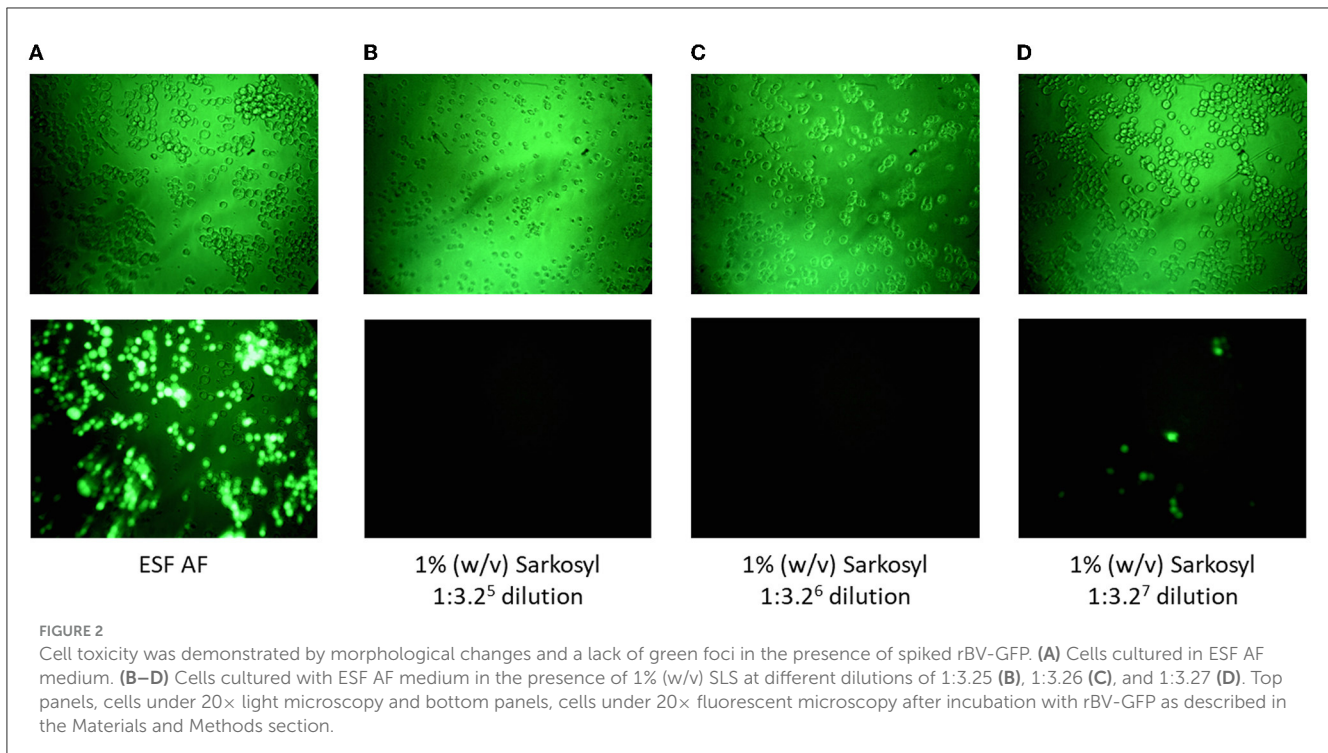 A
B
C
D
ESF AF
1% (w/v) Sarkosyl
1:3.2⁵ dilution
1% (w/v) Sarkosyl
1:3.2⁶ dilution
1% (w/v) Sarkosyl
1:3.2⁷ dilution
FIGURE 2
Cell toxicity was demonstrated by morphological changes and a lack of green foci in the presence of spiked rBV-GFP. (A) Cells cultured in ESF AF
medium. (B–D) Cells cultured with ESF AF medium in the presence of 1% (w/v) SLS at different dilutions of 1:3.25 (B), 1:3.26 (C), and 1:3.27 (D). Top
panels, cells under 20× light microscopy and bottom panels, cells under 20× fluorescent microscopy after incubation with rBV-GFP as described in
the Materials and Methods section.